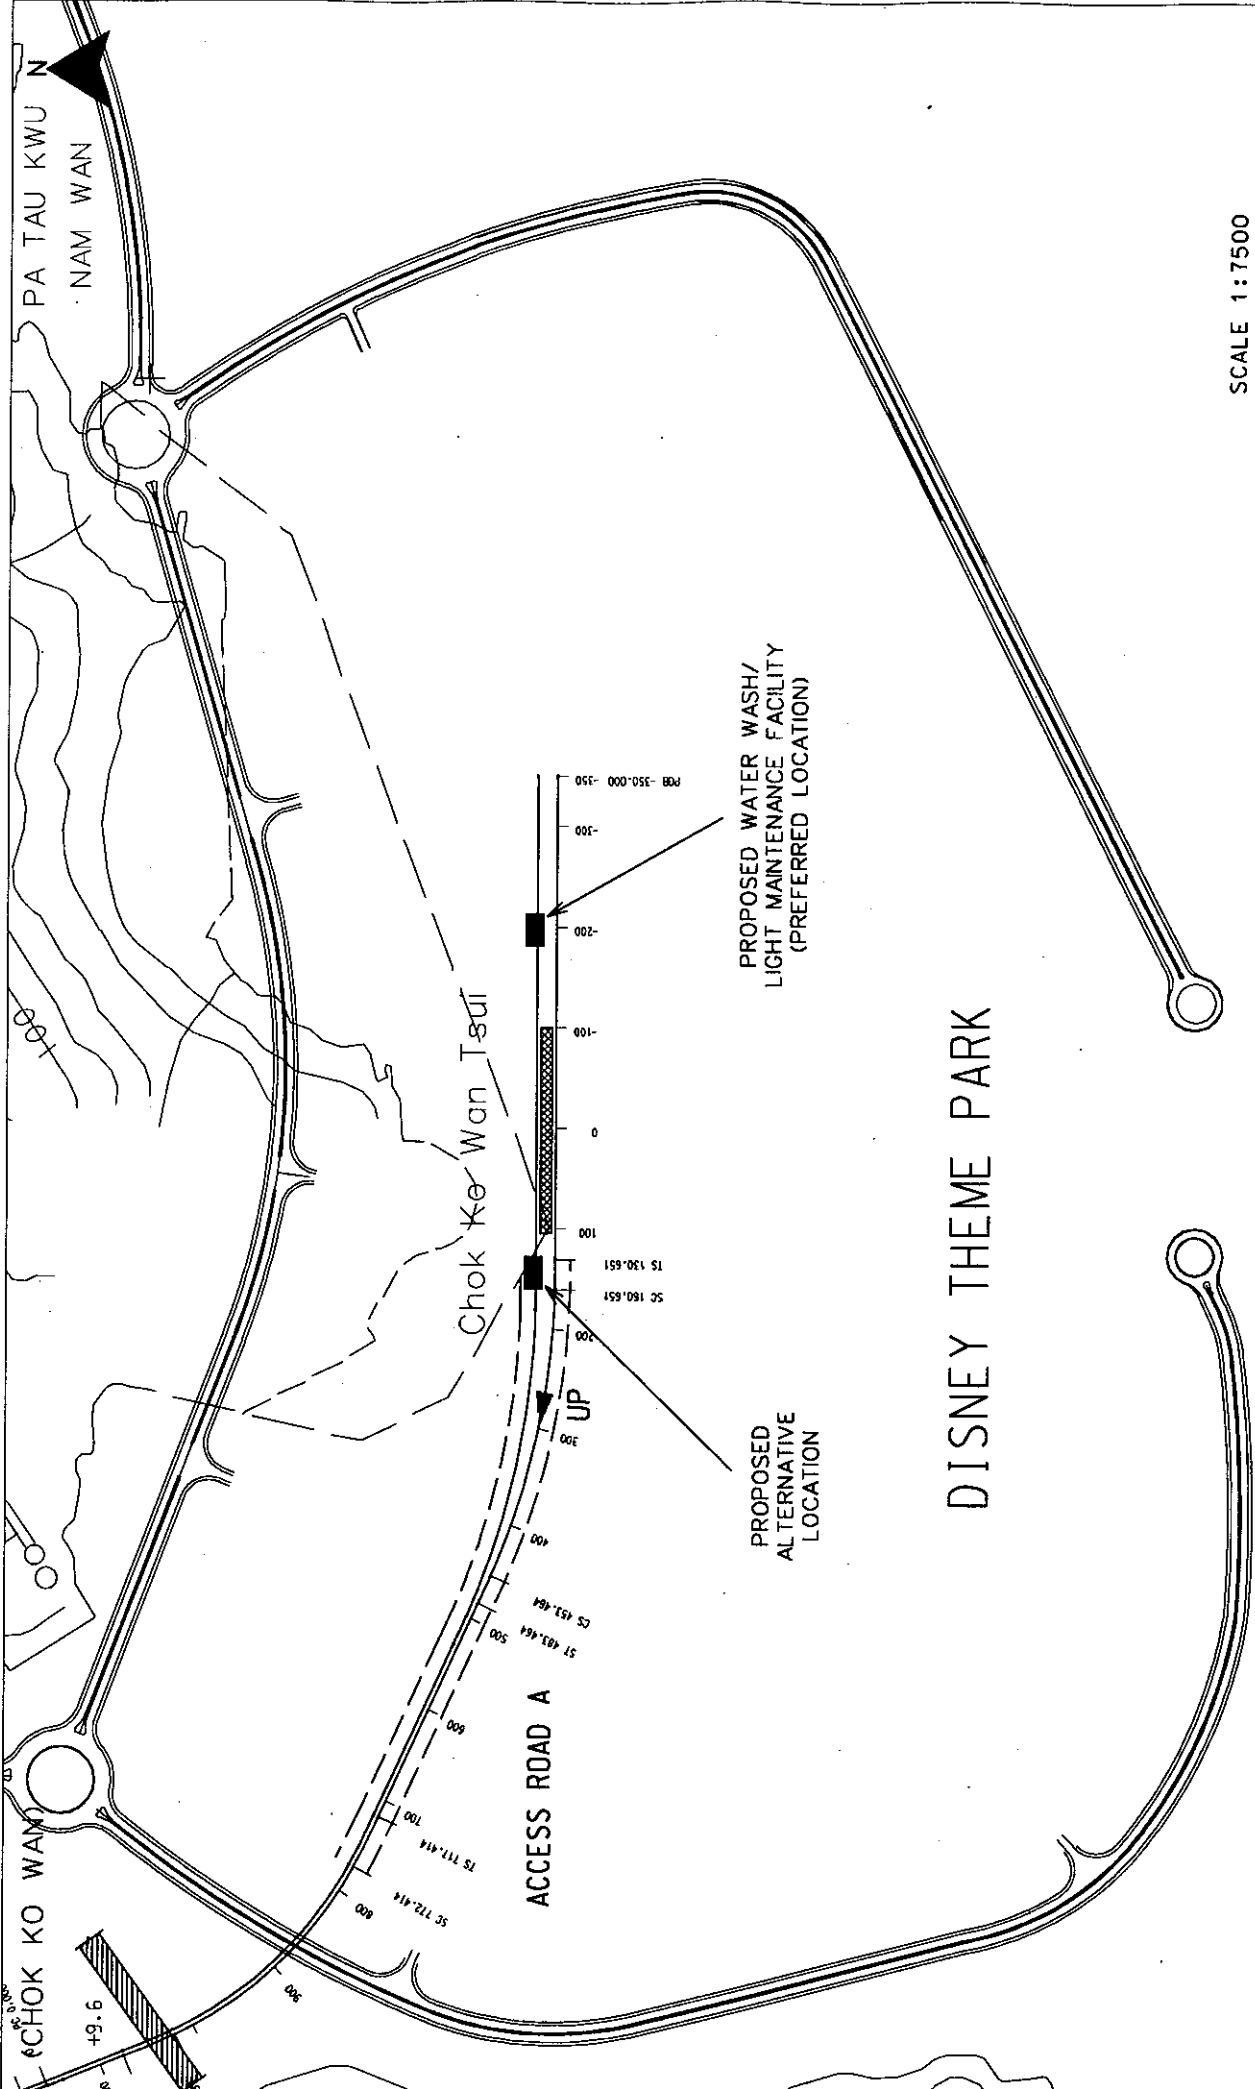 PA TAU KWU
NAM WAN
N
SCALE 1:7500
100
Chok Ko Wan Tsui
PROPOSED WATER WASH/
LIGHT MAINTENANCE FACILITY
(PREFERRED LOCATION)
POB -350.000
-350
-300
-200
-100
0
100
TS 130.651
SC 160.651
200
UP
300
400
CS 453.464
ST 483.464
500
600
700
TS 717.414
SC 772.414
800
900
PROPOSED
ALTERNATIVE
LOCATION
DISNEY THEME PARK
ACCESS ROAD A
(CHOK KO WAN)
+9.6